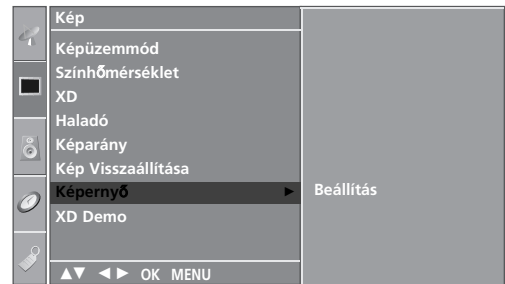 Kép
Képüzemmód
Színhőmérséklet
XD
Haladó
Képarány
Kép Visszaállítása
Képernyő ► Beállítás
XD Demo
▲▼ ◄► OK MENU